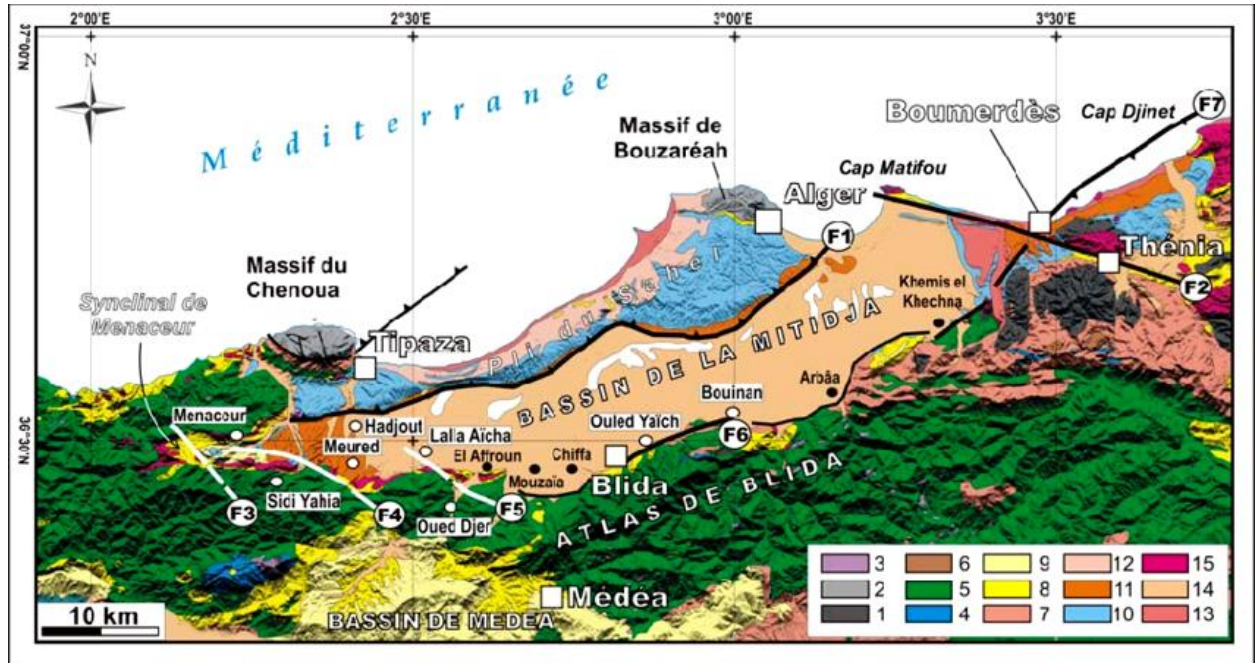 2°00'E 2°30'E 3°00'E 3°30'E
37°00'N
N
Méditerranée
Massif de
Bouzaréah
Boumerdès
Cap Djinet
F7
Cap Matifou
Alger
F1
Thénia
F2
Massif du
Chenoua
Khemis el
Khechna
Synclinal de
Menaceur
Tipaza
Pli du Sahel
BASSIN DE LA MITIDJA
Arbâa
Menaceur
Hadjout
Bouinan
Ouled Yaïch
36°30'N
Lalla Aïcha
F6
Meured
El Affroun
Chiffa
Mouzaïa
Blida
Sidi Yahia
F3
F4
F5
Oued Djer
ATLAS DE BLIDA
Médéa
BASSIN DE MEDEA
10 km
3 6 9 12 15
2 5 8 11 14
1 4 7 10 13